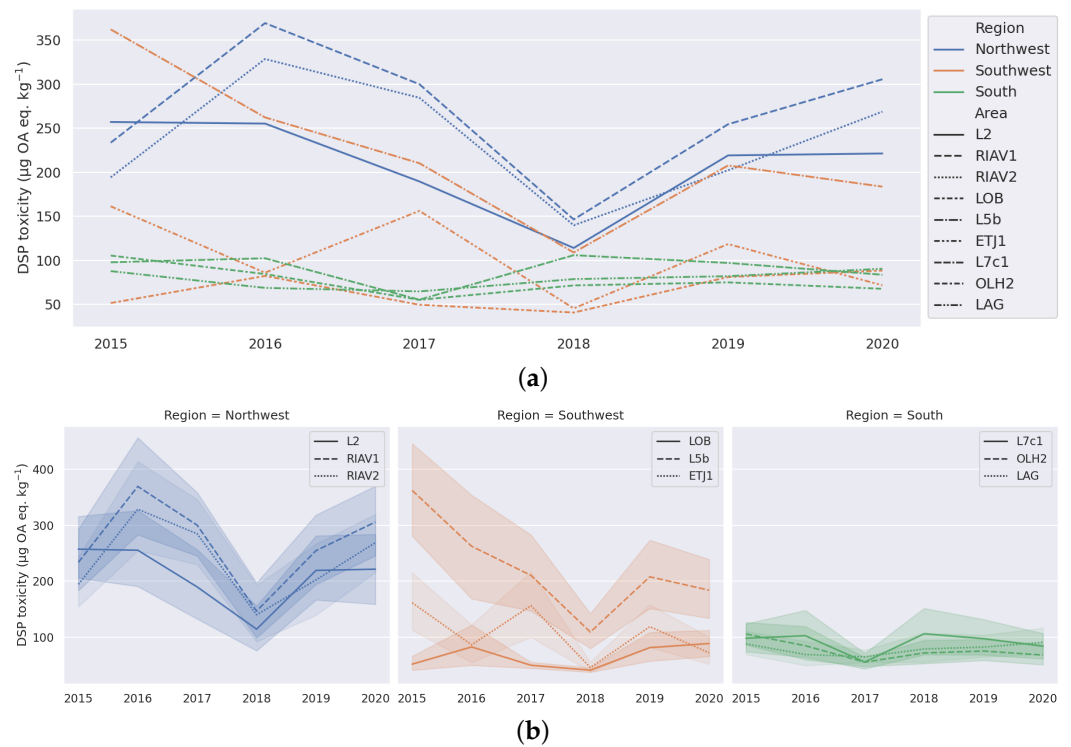 DSP toxicity (μg OA eq. kg⁻¹)
350
300
250
200
150
100
50
2015 2016 2017 2018 2019 2020
Region
Northwest
Southwest
South
Area
L2
RIAV1
RIAV2
LOB
L5b
ETJ1
L7c1
OLH2
LAG
(a)
DSP toxicity (μg OA eq. kg⁻¹)
400
300
200
100
Region = Northwest
L2
RIAV1
RIAV2
2015 2016 2017 2018 2019 2020
Region = Southwest
LOB
L5b
ETJ1
2015 2016 2017 2018 2019 2020
Region = South
L7c1
OLH2
LAG
2015 2016 2017 2018 2019 2020
(b)